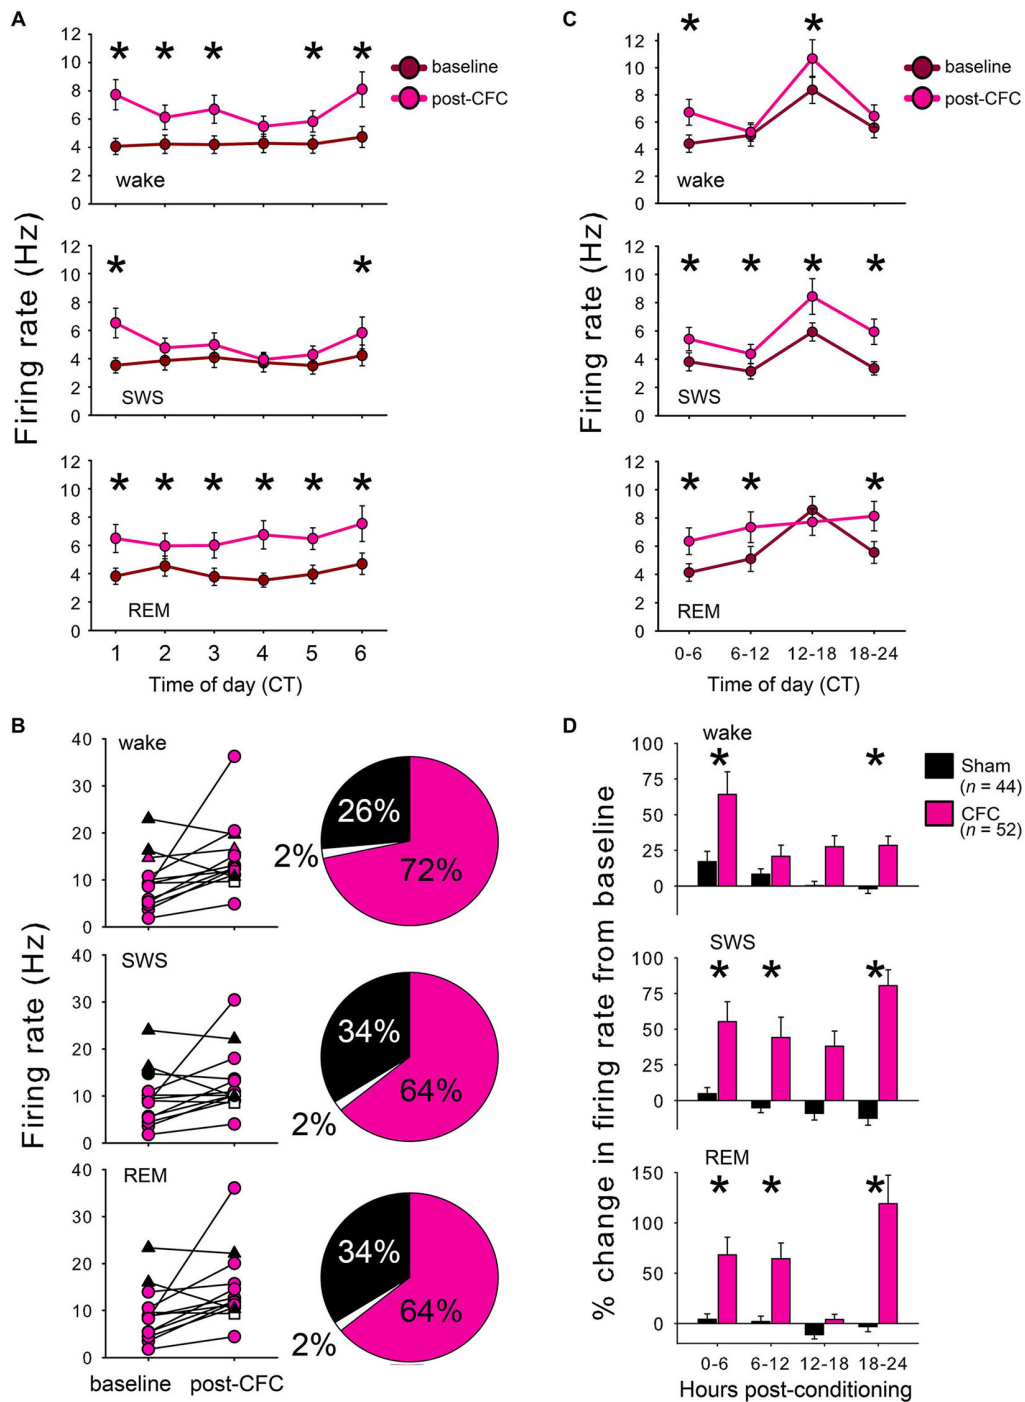 A
12
10
8
6
4
2
0
* * * * *
baseline
post-CFC
wake
12
10
8
6
4
2
0
* *
SWS
12
10
8
6
4
2
0
* * * * * *
REM
1 2 3 4 5 6
Time of day (CT)
Firing rate (Hz)
C
12
10
8
6
4
2
0
* *
baseline
post-CFC
wake
12
10
8
6
4
2
0
* * * *
SWS
12
10
8
6
4
2
0
* * *
REM
0-6 6-12 12-18 18-24
Time of day (CT)
Firing rate (Hz)
B
40
30
20
10
0
wake
26%
2%
72%
40
30
20
10
0
SWS
34%
2%
64%
40
30
20
10
0
REM
34%
2%
64%
baseline post-CFC
Firing rate (Hz)
D
wake
100
75
50
25
0
* *
Sham
(n = 44)
CFC
(n = 52)
SWS
100
75
50
25
0
* * *
REM
150
100
50
0
* * *
0-6 6-12 12-18 18-24
Hours post-conditioning
% change in firing rate from baseline